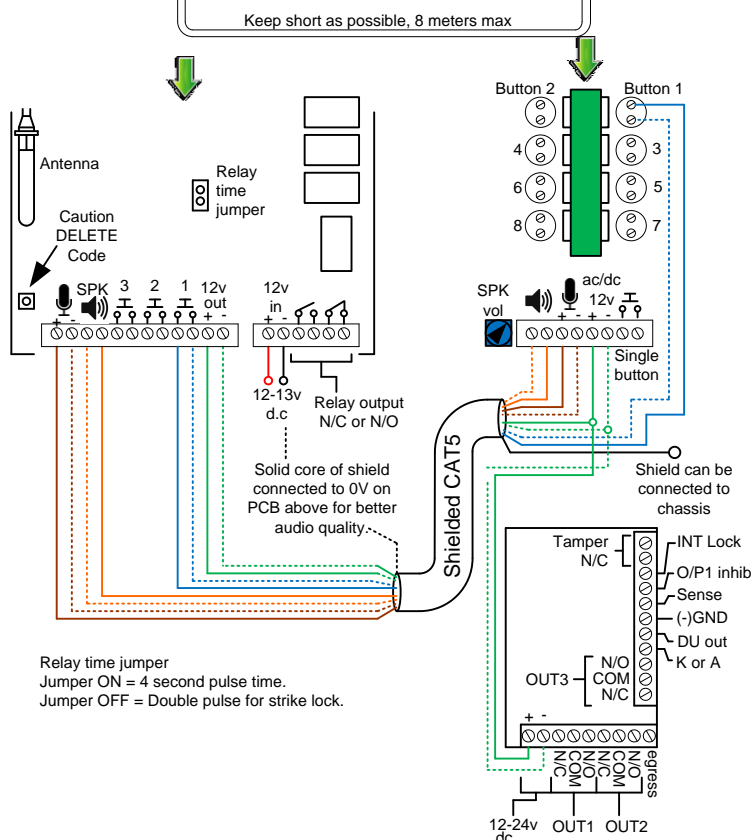 Keep short as possible, 8 meters max
Button 2
Button 1
4
3
6
5
8
7
Antenna
Relay
time
jumper
Caution
DELETE
Code
SPK
3
2
1
12v
out
+ -
+ -
12v
in
+ -
12-13v
d.c
Relay output
N/C or N/O
SPK
vol
ac/dc
12v
+ - + -
Single
button
Solid core of shield
connected to 0V on
PCB above for better
audio quality.
Shielded CAT5
Shield can be
connected to
chassis
Tamper
N/C
INT Lock
O/P1 inhib
Sense
(-)GND
DU out
K or A
OUT3
N/O
COM
N/C
Relay time jumper
Jumper ON = 4 second pulse time.
Jumper OFF = Double pulse for strike lock.
+ -
N/C
COM
N/O
N/C
COM
N/O
egress
12-24v
dc
OUT1
OUT2